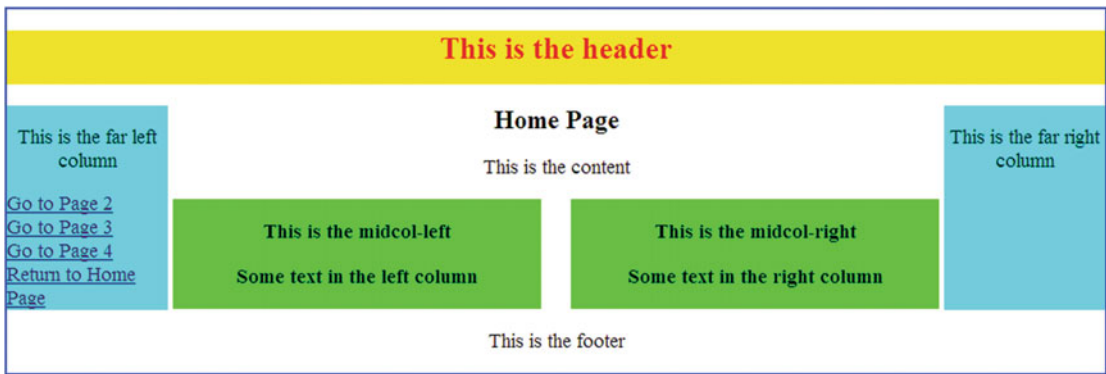 This is the header
This is the far left
column
Go to Page 2
Go to Page 3
Go to Page 4
Return to Home
Page
Home Page
This is the content
This is the midcol-left
Some text in the left column
This is the midcol-right
Some text in the right column
This is the far right
column
This is the footer